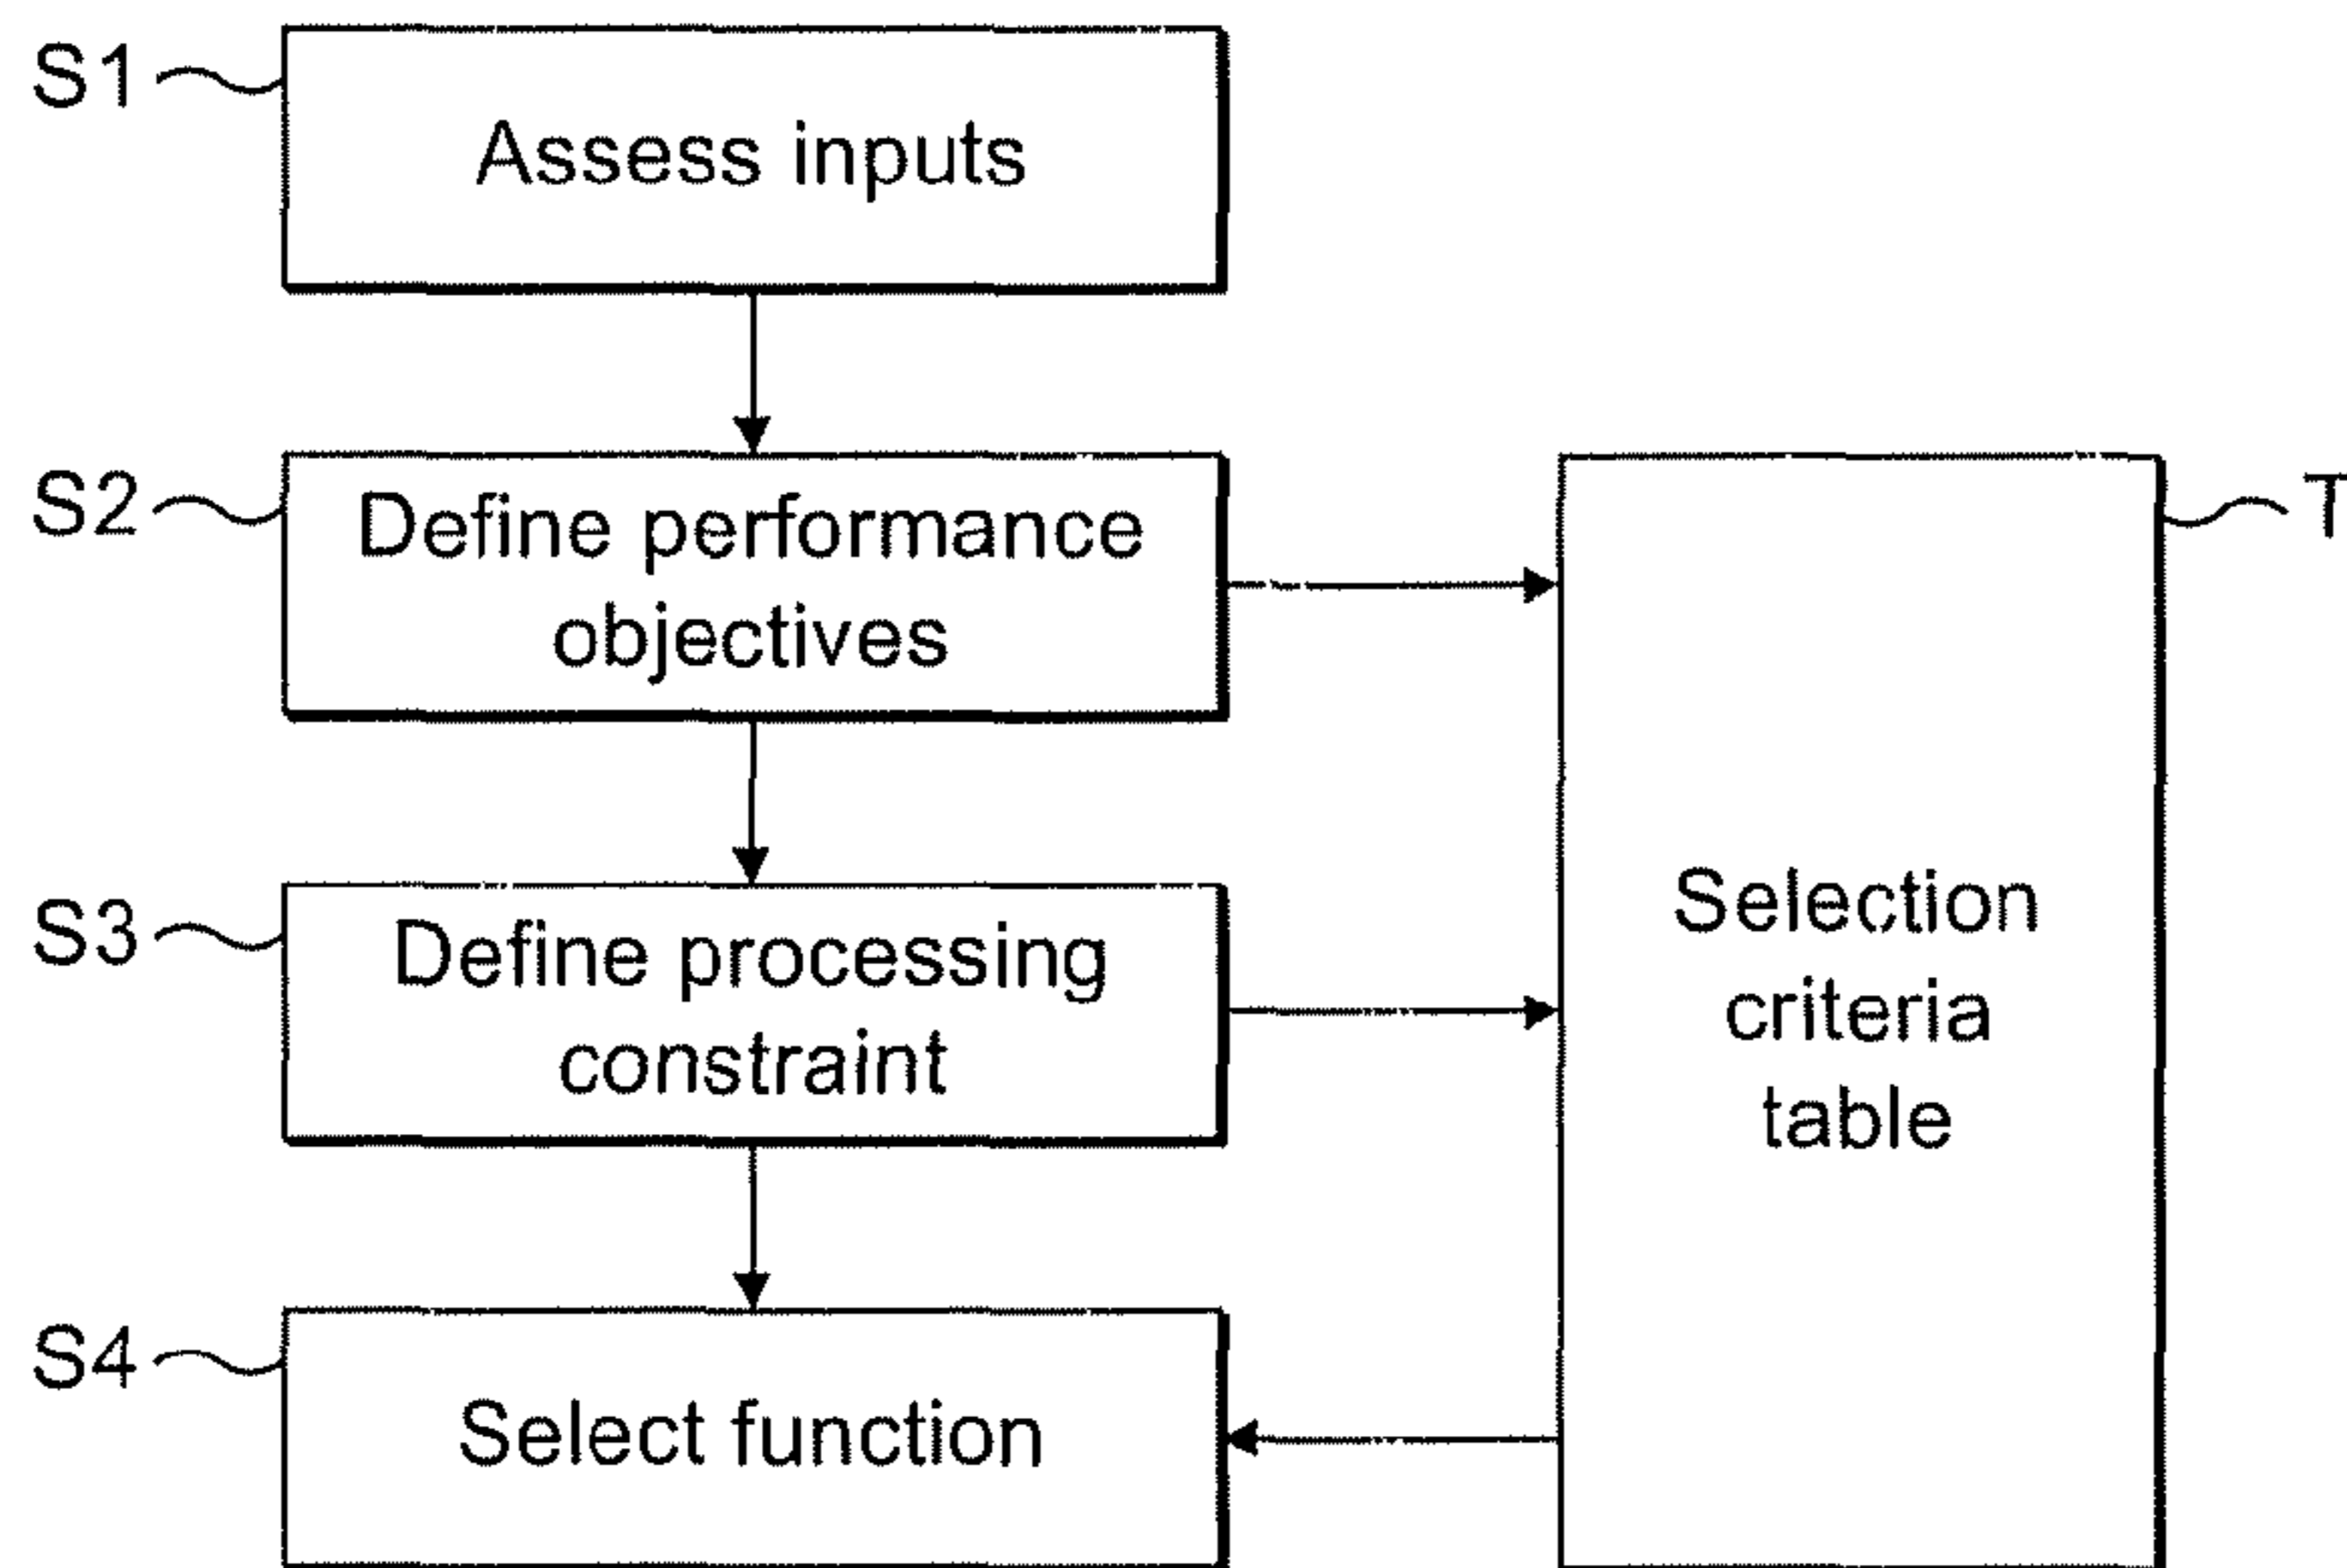 S1
Assess inputs
S2
Define performance
objectives
T
S3
Define processing
constraint
Selection
criteria
table
S4
Select function